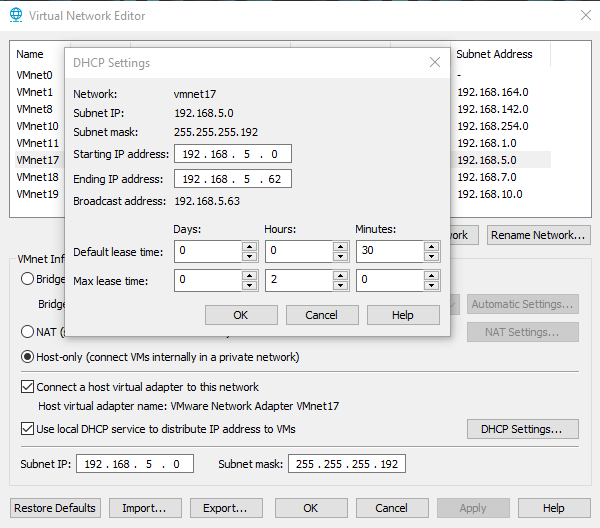 Virtual Network Editor
Name Subnet Address
VMnet0 -
VMnet1 192.168.164.0
VMnet8 192.168.142.0
VMnet10 192.168.254.0
VMnet11 192.168.1.0
VMnet17 192.168.5.0
VMnet18 192.168.7.0
VMnet19 192.168.10.0
DHCP Settings
Network: vmnet17
Subnet IP: 192.168.5.0
Subnet mask: 255.255.255.192
Starting IP address: 192 . 168 . 5 . 0
Ending IP address: 192 . 168 . 5 . 62
Broadcast address: 192.168.5.63
Days: Hours: Minutes:
Default lease time: 0 0 30
Max lease time: 0 2 0
OK Cancel Help
Rename Network...
VMnet Inf
Bridge
Bridge Automatic Settings...
NAT (s NAT Settings...
Host-only (connect VMs internally in a private network)
Connect a host virtual adapter to this network
Host virtual adapter name: VMware Network Adapter VMnet17
Use local DHCP service to distribute IP address to VMs DHCP Settings...
Subnet IP: 192 . 168 . 5 . 0 Subnet mask: 255 . 255 . 255 . 192
Restore Defaults Import... Export... OK Cancel Apply Help